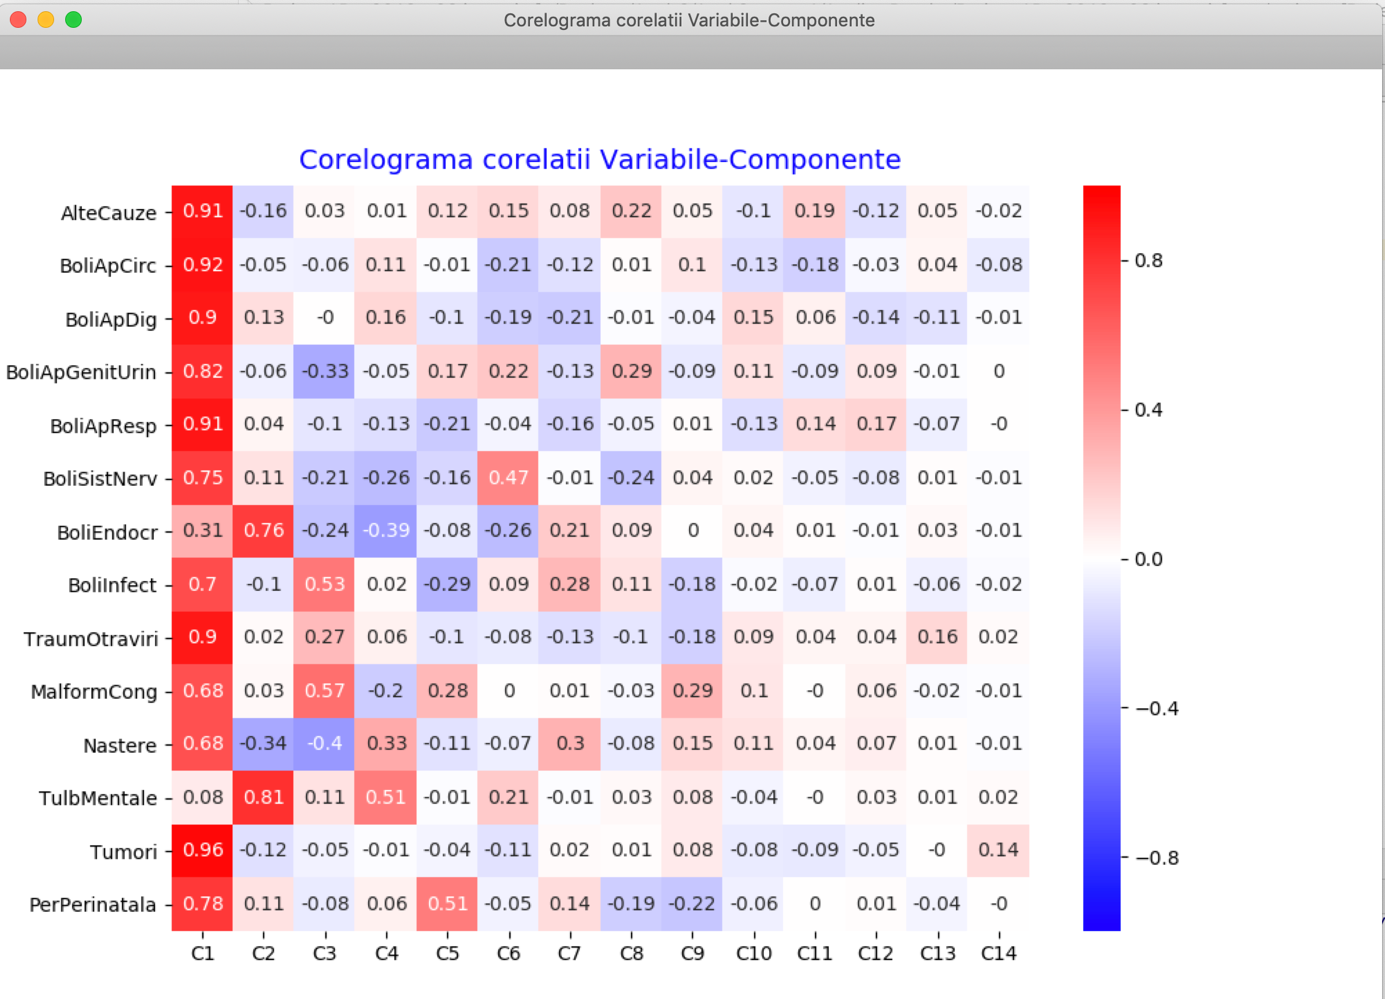 Corelograma corelatii Variabile-Componente
Corelograma corelatii Variabile-Componente
AlteCauze 0.91 -0.16 0.03 0.01 0.12 0.15 0.08 0.22 0.05 -0.1 0.19 -0.12 0.05 -0.02
BoliApCirc 0.92 -0.05 -0.06 0.11 -0.01 -0.21 -0.12 0.01 0.1 -0.13 -0.18 -0.03 0.04 -0.08
BoliApDig 0.9 0.13 -0 0.16 -0.1 -0.19 -0.21 -0.01 -0.04 0.15 0.06 -0.14 -0.11 -0.01
BoliApGenitUrin 0.82 -0.06 -0.33 -0.05 0.17 0.22 -0.13 0.29 -0.09 0.11 -0.09 0.09 -0.01 0
BoliApResp 0.91 0.04 -0.1 -0.13 -0.21 -0.04 -0.16 -0.05 0.01 -0.13 0.14 0.17 -0.07 -0
BoliSistNerv 0.75 0.11 -0.21 -0.26 -0.16 0.47 -0.01 -0.24 0.04 0.02 -0.05 -0.08 0.01 -0.01
BoliEndocr 0.31 0.76 -0.24 -0.39 -0.08 -0.26 0.21 0.09 0 0.04 0.01 -0.01 0.03 -0.01
BoliInfect 0.7 -0.1 0.53 0.02 -0.29 0.09 0.28 0.11 -0.18 -0.02 -0.07 0.01 -0.06 -0.02
TraumOtraviri 0.9 0.02 0.27 0.06 -0.1 -0.08 -0.13 -0.1 -0.18 0.09 0.04 0.04 0.16 0.02
MalformCong 0.68 0.03 0.57 -0.2 0.28 0 0.01 -0.03 0.29 0.1 -0 0.06 -0.02 -0.01
Nastere 0.68 -0.34 -0.4 0.33 -0.11 -0.07 0.3 -0.08 0.15 0.11 0.04 0.07 0.01 -0.01
TulbMentale 0.08 0.81 0.11 0.51 -0.01 0.21 -0.01 0.03 0.08 -0.04 -0 0.03 0.01 0.02
Tumori 0.96 -0.12 -0.05 -0.01 -0.04 -0.11 0.02 0.01 0.08 -0.08 -0.09 -0.05 -0 0.14
PerPerinatala 0.78 0.11 -0.08 0.06 0.51 -0.05 0.14 -0.19 -0.22 -0.06 0 0.01 -0.04 -0
C1 C2 C3 C4 C5 C6 C7 C8 C9 C10 C11 C12 C13 C14
0.8
0.4
0.0
−0.4
−0.8